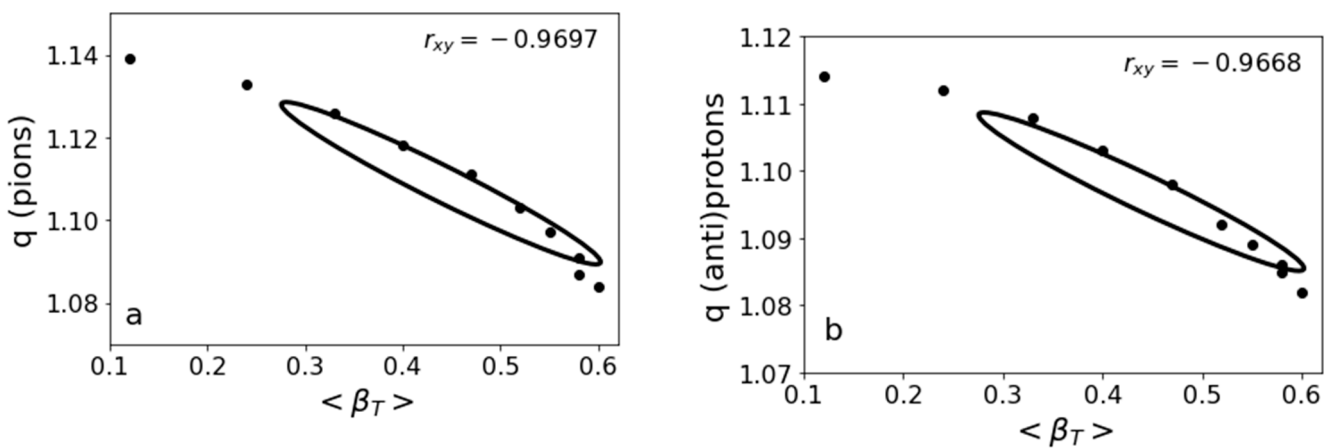 r_xy = −0.9697
q (pions)
1.14
1.12
1.10
1.08
a
0.1 0.2 0.3 0.4 0.5 0.6
< β_T >
r_xy = −0.9668
q (anti)protons
1.12
1.11
1.10
1.09
1.08
1.07
b
0.1 0.2 0.3 0.4 0.5 0.6
< β_T >